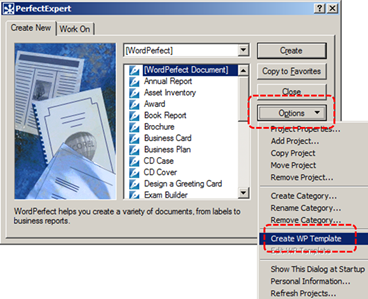 PerfectExpert
Create New
Work On
[WordPerfect]
Create
[WordPerfect Document]
Annual Report
Asset Inventory
Award
Book Report
Brochure
Business Card
Business Plan
CD Case
CD Cover
Design a Greeting Card
Exam Builder
Copy to Favorites
Close
Options
Project Properties...
Add Project...
Copy Project
Move Project
Remove Project...
Create Category...
Rename Category...
Remove Category...
Create WP Template
Edit WP Template
Show This Dialog at Startup
Personal Information...
Refresh Projects...
WordPerfect helps you create a variety of documents, from labels to
business reports.